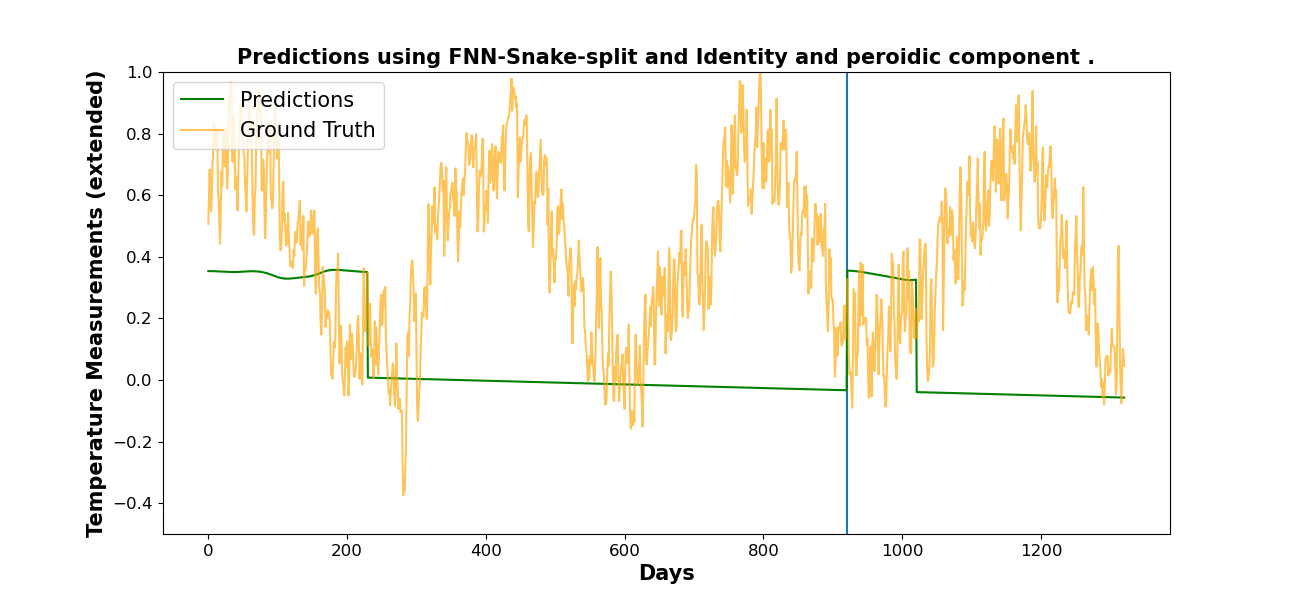 Predictions using FNN-Snake-split and Identity and peroidic component .
Temperature Measurements (extended)
1.0
0.8
0.6
0.4
0.2
0.0
−0.2
−0.4
Predictions
Ground Truth
0 200 400 600 800 1000 1200
Days